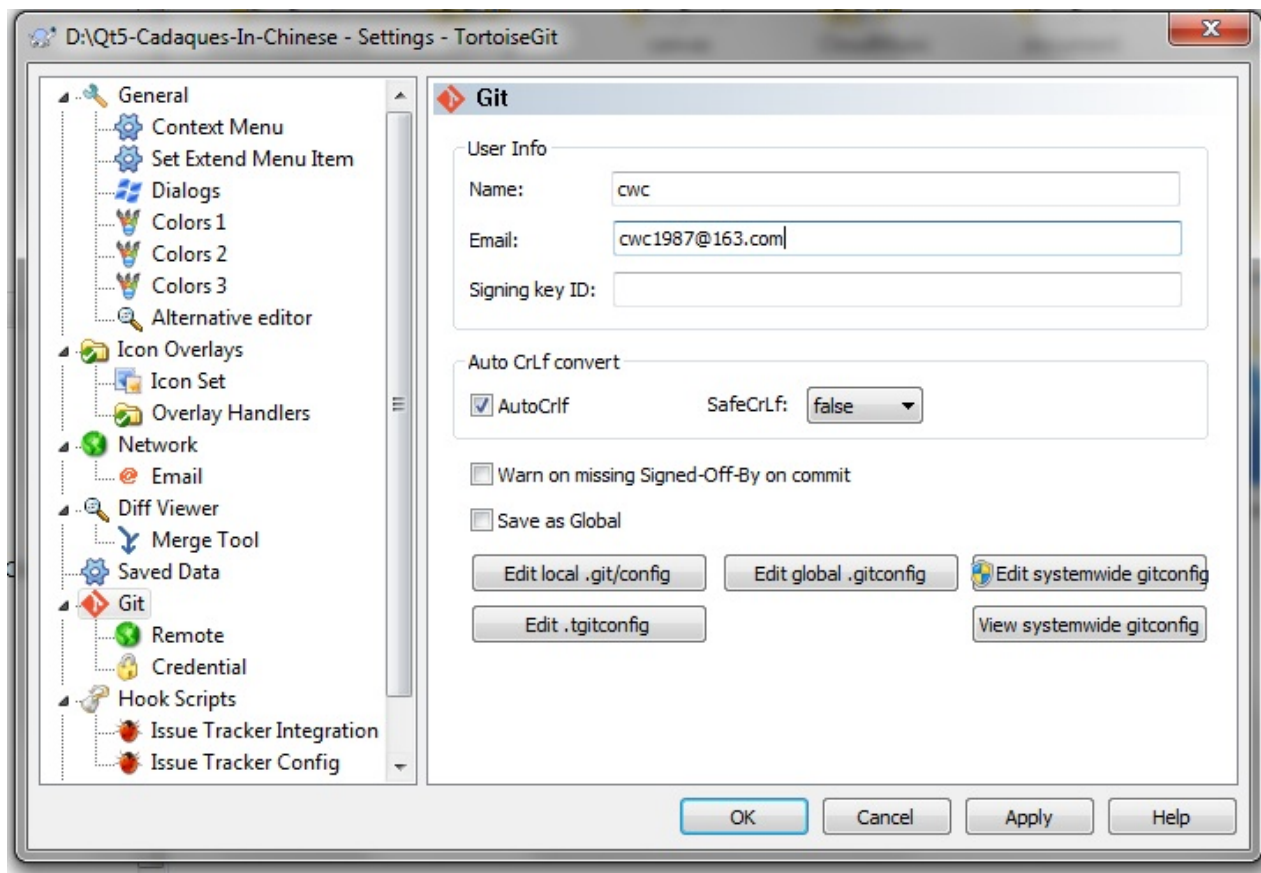 D:\Qt5-Cadaques-In-Chinese - Settings - TortoiseGit
General
Context Menu
Set Extend Menu Item
Dialogs
Colors 1
Colors 2
Colors 3
Alternative editor
Icon Overlays
Icon Set
Overlay Handlers
Network
Email
Diff Viewer
Merge Tool
Saved Data
Git
Remote
Credential
Hook Scripts
Issue Tracker Integration
Issue Tracker Config
Git
User Info
Name: cwc
Email: cwc1987@163.com
Signing key ID:
Auto CrLf convert
AutoCrlf SafeCrLf: false
Warn on missing Signed-Off-By on commit
Save as Global
Edit local .git/config Edit global .gitconfig Edit systemwide gitconfig
Edit .tgitconfig View systemwide gitconfig
OK Cancel Apply Help